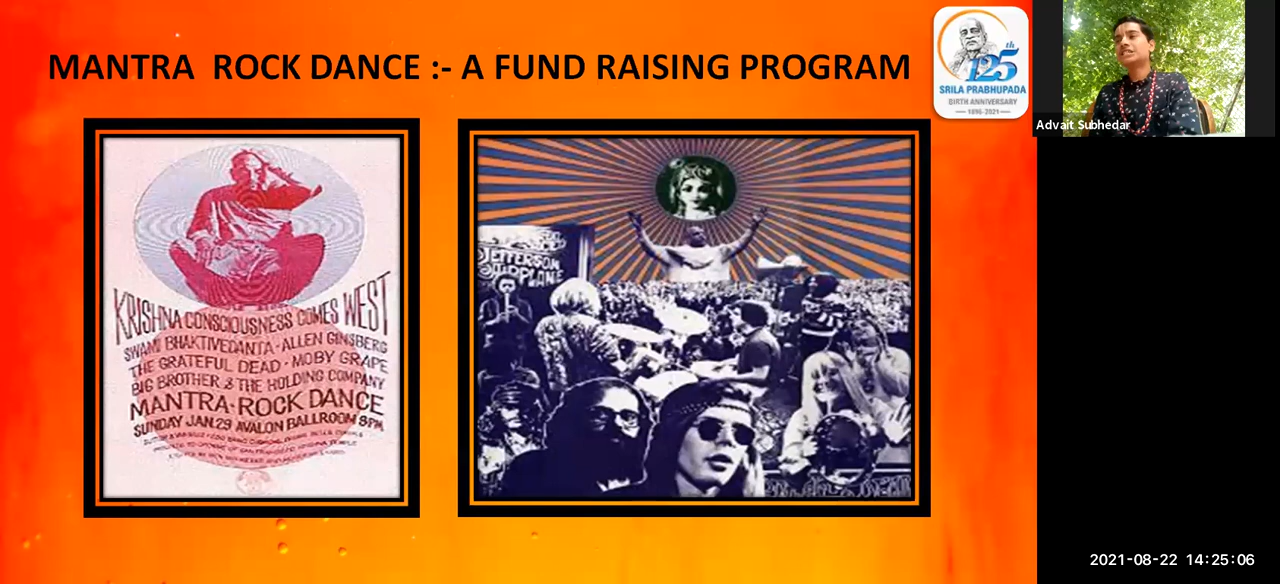 MANTRA ROCK DANCE :- A FUND RAISING PROGRAM
125th
SRILA PRABHUPADA
BIRTH ANNIVERSARY
1896-2021
Advait Subhedar
KRISHNA CONSCIOUSNESS COMES WEST
SWAMI BHAKTIVEDANTA · ALLEN GINSBERG
THE GRATEFUL DEAD · MOBY GRAPE
BIG BROTHER & THE HOLDING COMPANY
MANTRA·ROCK DANCE
SUNDAY JAN.29 AVALON BALLROOM 8PM.
JEFFERSON
AIRPLANE
2021-08-22 14:25:06